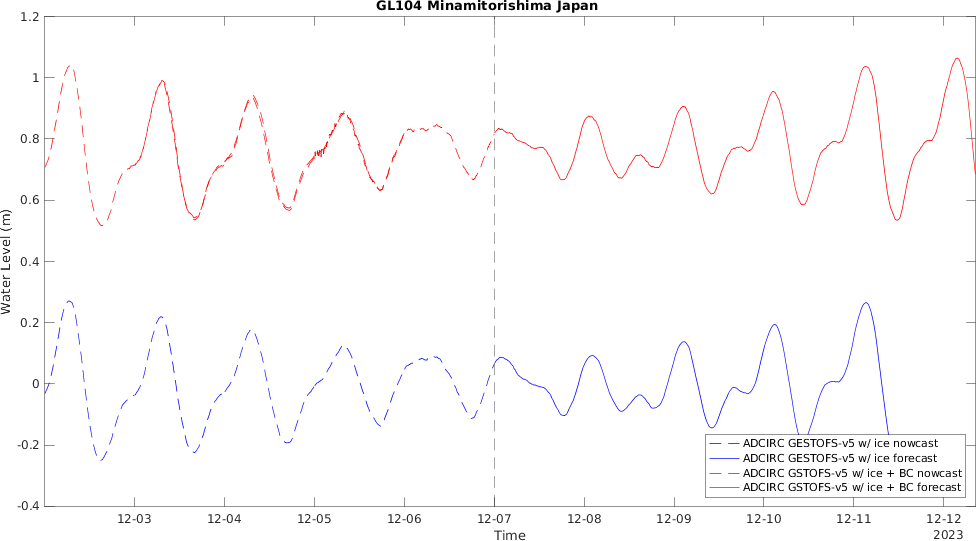 GL104 Minamitorishima Japan
1.2
1
0.8
0.6
0.4
0.2
0
-0.2
-0.4
Water Level (m)
ADCIRC GESTOFS-v5 w/ ice nowcast
ADCIRC GESTOFS-v5 w/ ice forecast
ADCIRC GSTOFS-v5 w/ ice + BC nowcast
ADCIRC GSTOFS-v5 w/ ice + BC forecast
12-03 12-04 12-05 12-06 12-07 12-08 12-09 12-10 12-11 12-12
Time
2023